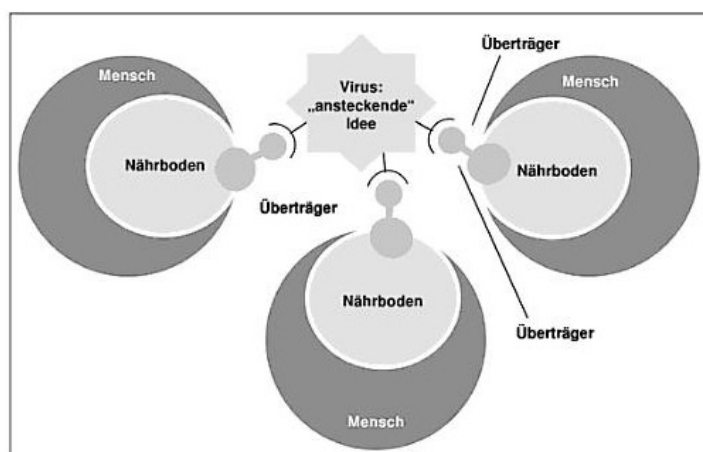 Überträger
Mensch
Virus:
„ansteckende“
Idee
Mensch
Nährboden
Nährboden
Überträger
Nährboden
Überträger
Mensch